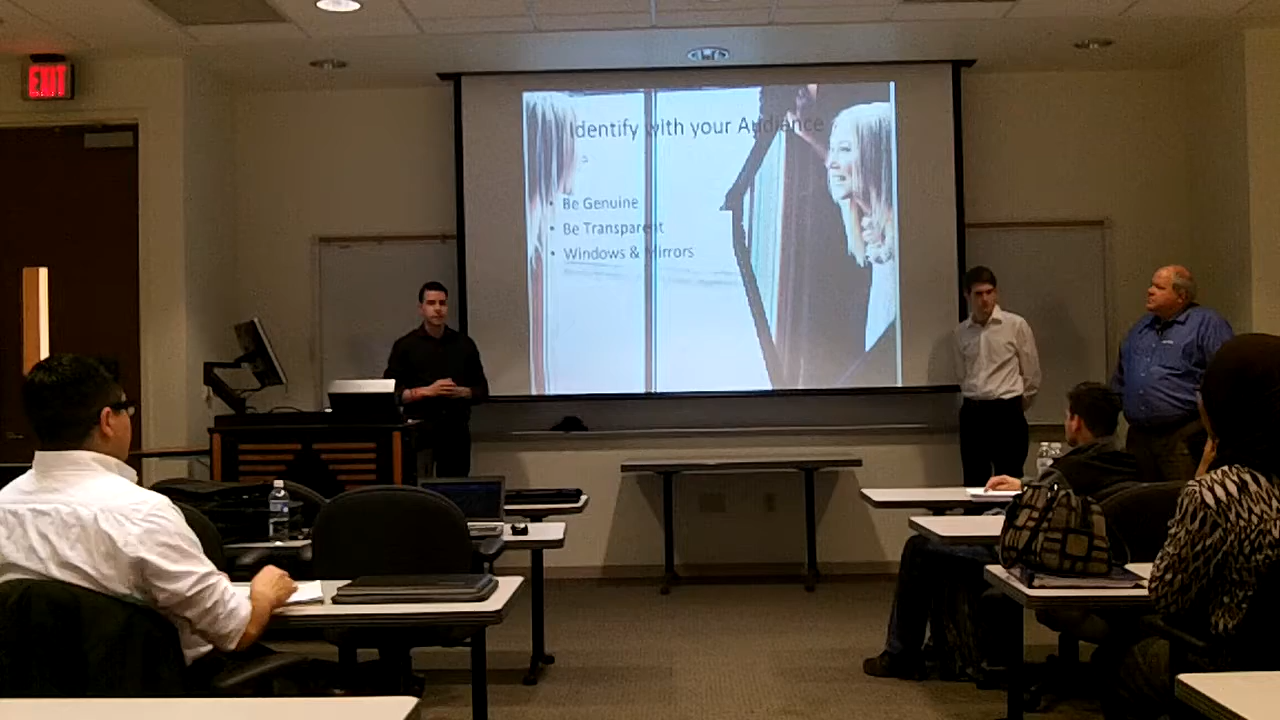 EXIT
Identify with your Audience
• Be Genuine
• Be Transparent
• Windows & Mirrors